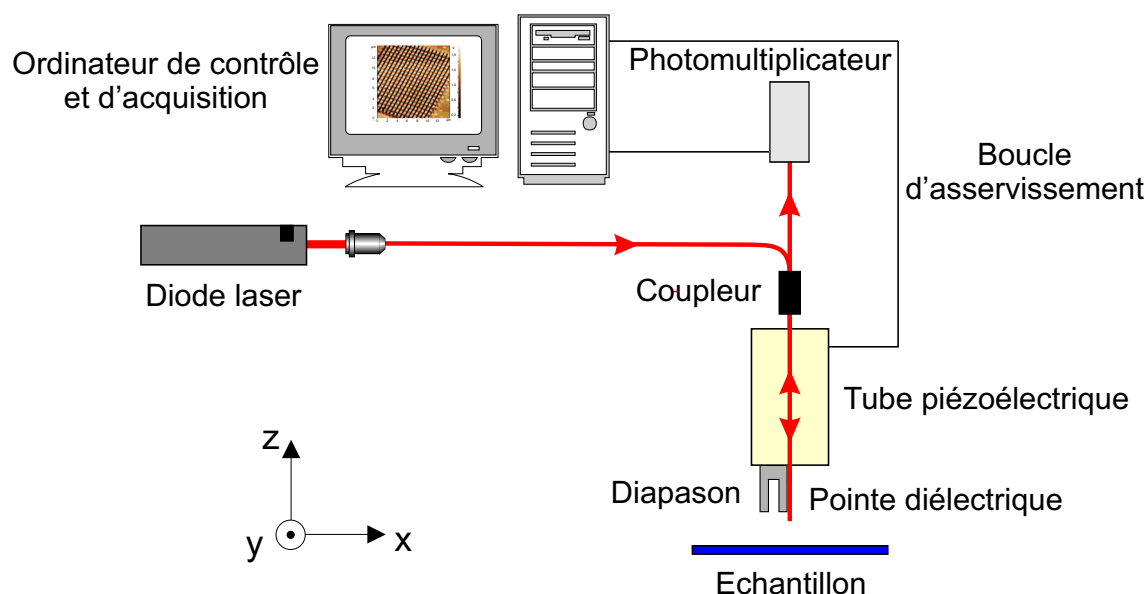 Ordinateur de contrôle
et d'acquisition
Photomultiplicateur
Boucle
d'asservissement
Diode laser
Coupleur
Tube piézoélectrique
Diapason
Pointe diélectrique
Echantillon
z
y
x